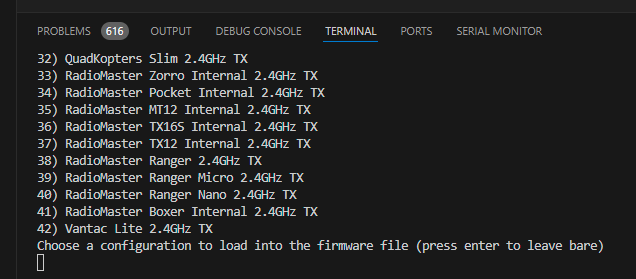 PROBLEMS 616 OUTPUT DEBUG CONSOLE TERMINAL PORTS SERIAL MONITOR
32) QuadKopters Slim 2.4GHz TX
33) RadioMaster Zorro Internal 2.4GHz TX
34) RadioMaster Pocket Internal 2.4GHz TX
35) RadioMaster MT12 Internal 2.4GHz TX
36) RadioMaster TX16S Internal 2.4GHz TX
37) RadioMaster TX12 Internal 2.4GHz TX
38) RadioMaster Ranger 2.4GHz TX
39) RadioMaster Ranger Micro 2.4GHz TX
40) RadioMaster Ranger Nano 2.4GHz TX
41) RadioMaster Boxer Internal 2.4GHz TX
42) Vantac Lite 2.4GHz TX
Choose a configuration to load into the firmware file (press enter to leave bare)